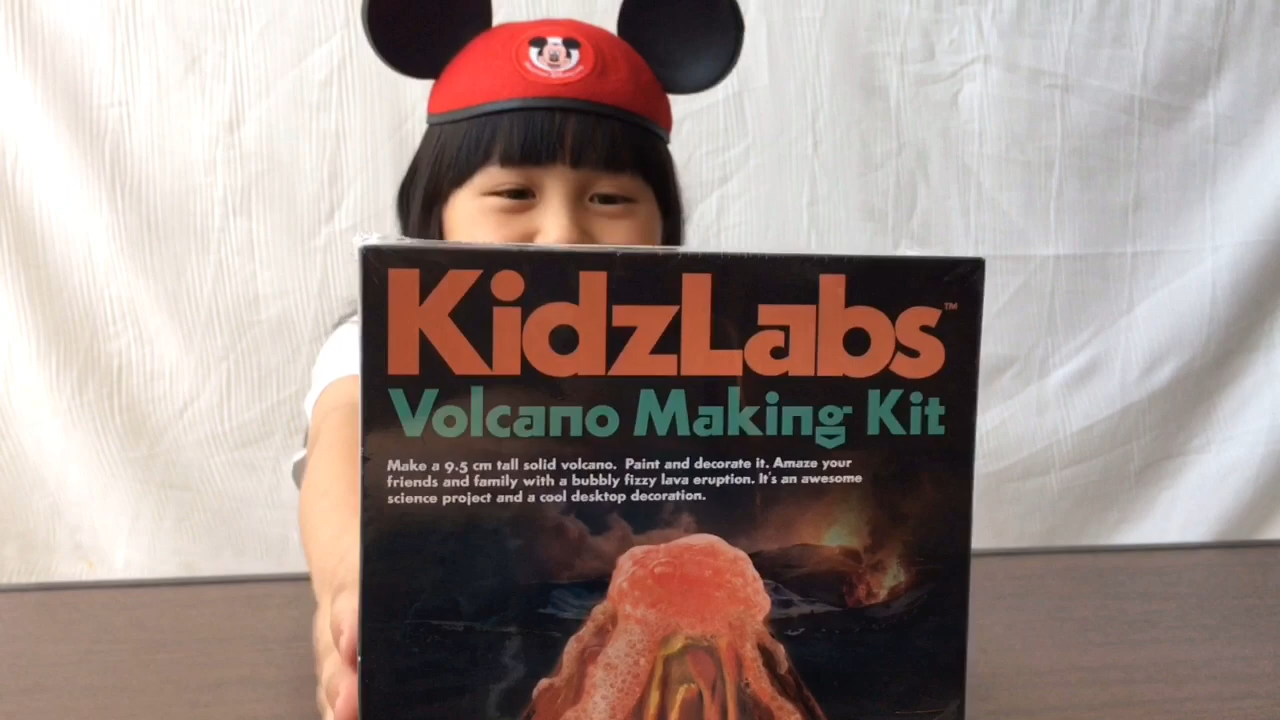 KidzLabs™
Volcano Making Kit
Make a 9.5 cm tall solid volcano. Paint and decorate it. Amaze your
friends and family with a bubbly fizzy lava eruption. It's an awesome
science project and a cool desktop decoration.